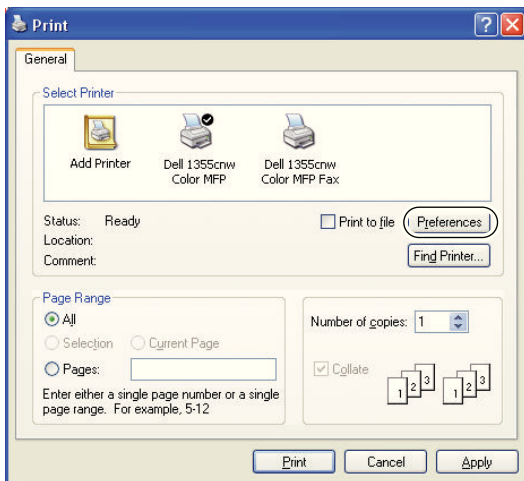 Print
General
Select Printer
Add Printer
Dell 1355cnw
Color MFP
Dell 1355cnw
Color MFP Fax
Status: Ready
Print to file
Preferences
Location:
Comment:
Find Printer...
Page Range
All
Selection
Current Page
Pages:
Enter either a single page number or a single
page range. For example, 5-12
Number of copies: 1
Collate
1 2 3
1 2 3
Print
Cancel
Apply